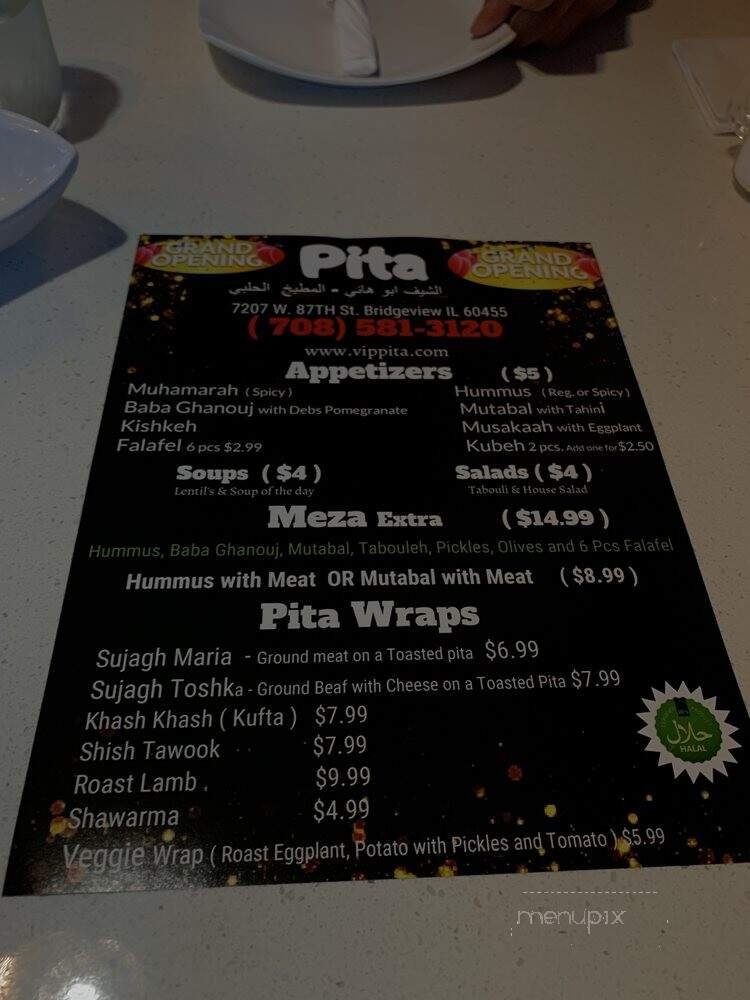 GRAND OPENING
Pita
GRAND OPENING
الشيف ابو هاني - المطبخ الحلبي
7207 W. 87TH St. Bridgeview IL 60455
( 708) 581-3120
www.vippita.com
Appetizers ($5)
Muhamarah (Spicy)
Hummus (Reg. or Spicy)
Baba Ghanouj with Debs Pomegranate
Mutabal with Tahini
Kishkeh
Musakaah with Eggplant
Falafel 6 pcs $2.99
Kubeh 2 pcs. Add one for $2.50
Soups ($4)
Salads ($4)
Lentil's & Soup of the day
Tabouli & House Salad
Meza Extra ($14.99)
Hummus, Baba Ghanouj, Mutabal, Tabouleh, Pickles, Olives and 6 Pcs Falafel
Hummus with Meat OR Mutabal with Meat ($8.99)
Pita Wraps
Sujagh Maria - Ground meat on a Toasted pita $6.99
Sujagh Toshka - Ground Beaf with Cheese on a Toasted Pita $7.99
Khash Khash ( Kufta ) $7.99
Shish Tawook $7.99
Roast Lamb . $9.99
Shawarma $4.99
Veggie Wrap ( Roast Eggplant, Potato with Pickles and Tomato ) $5.99
حلال
HALAL
menupix